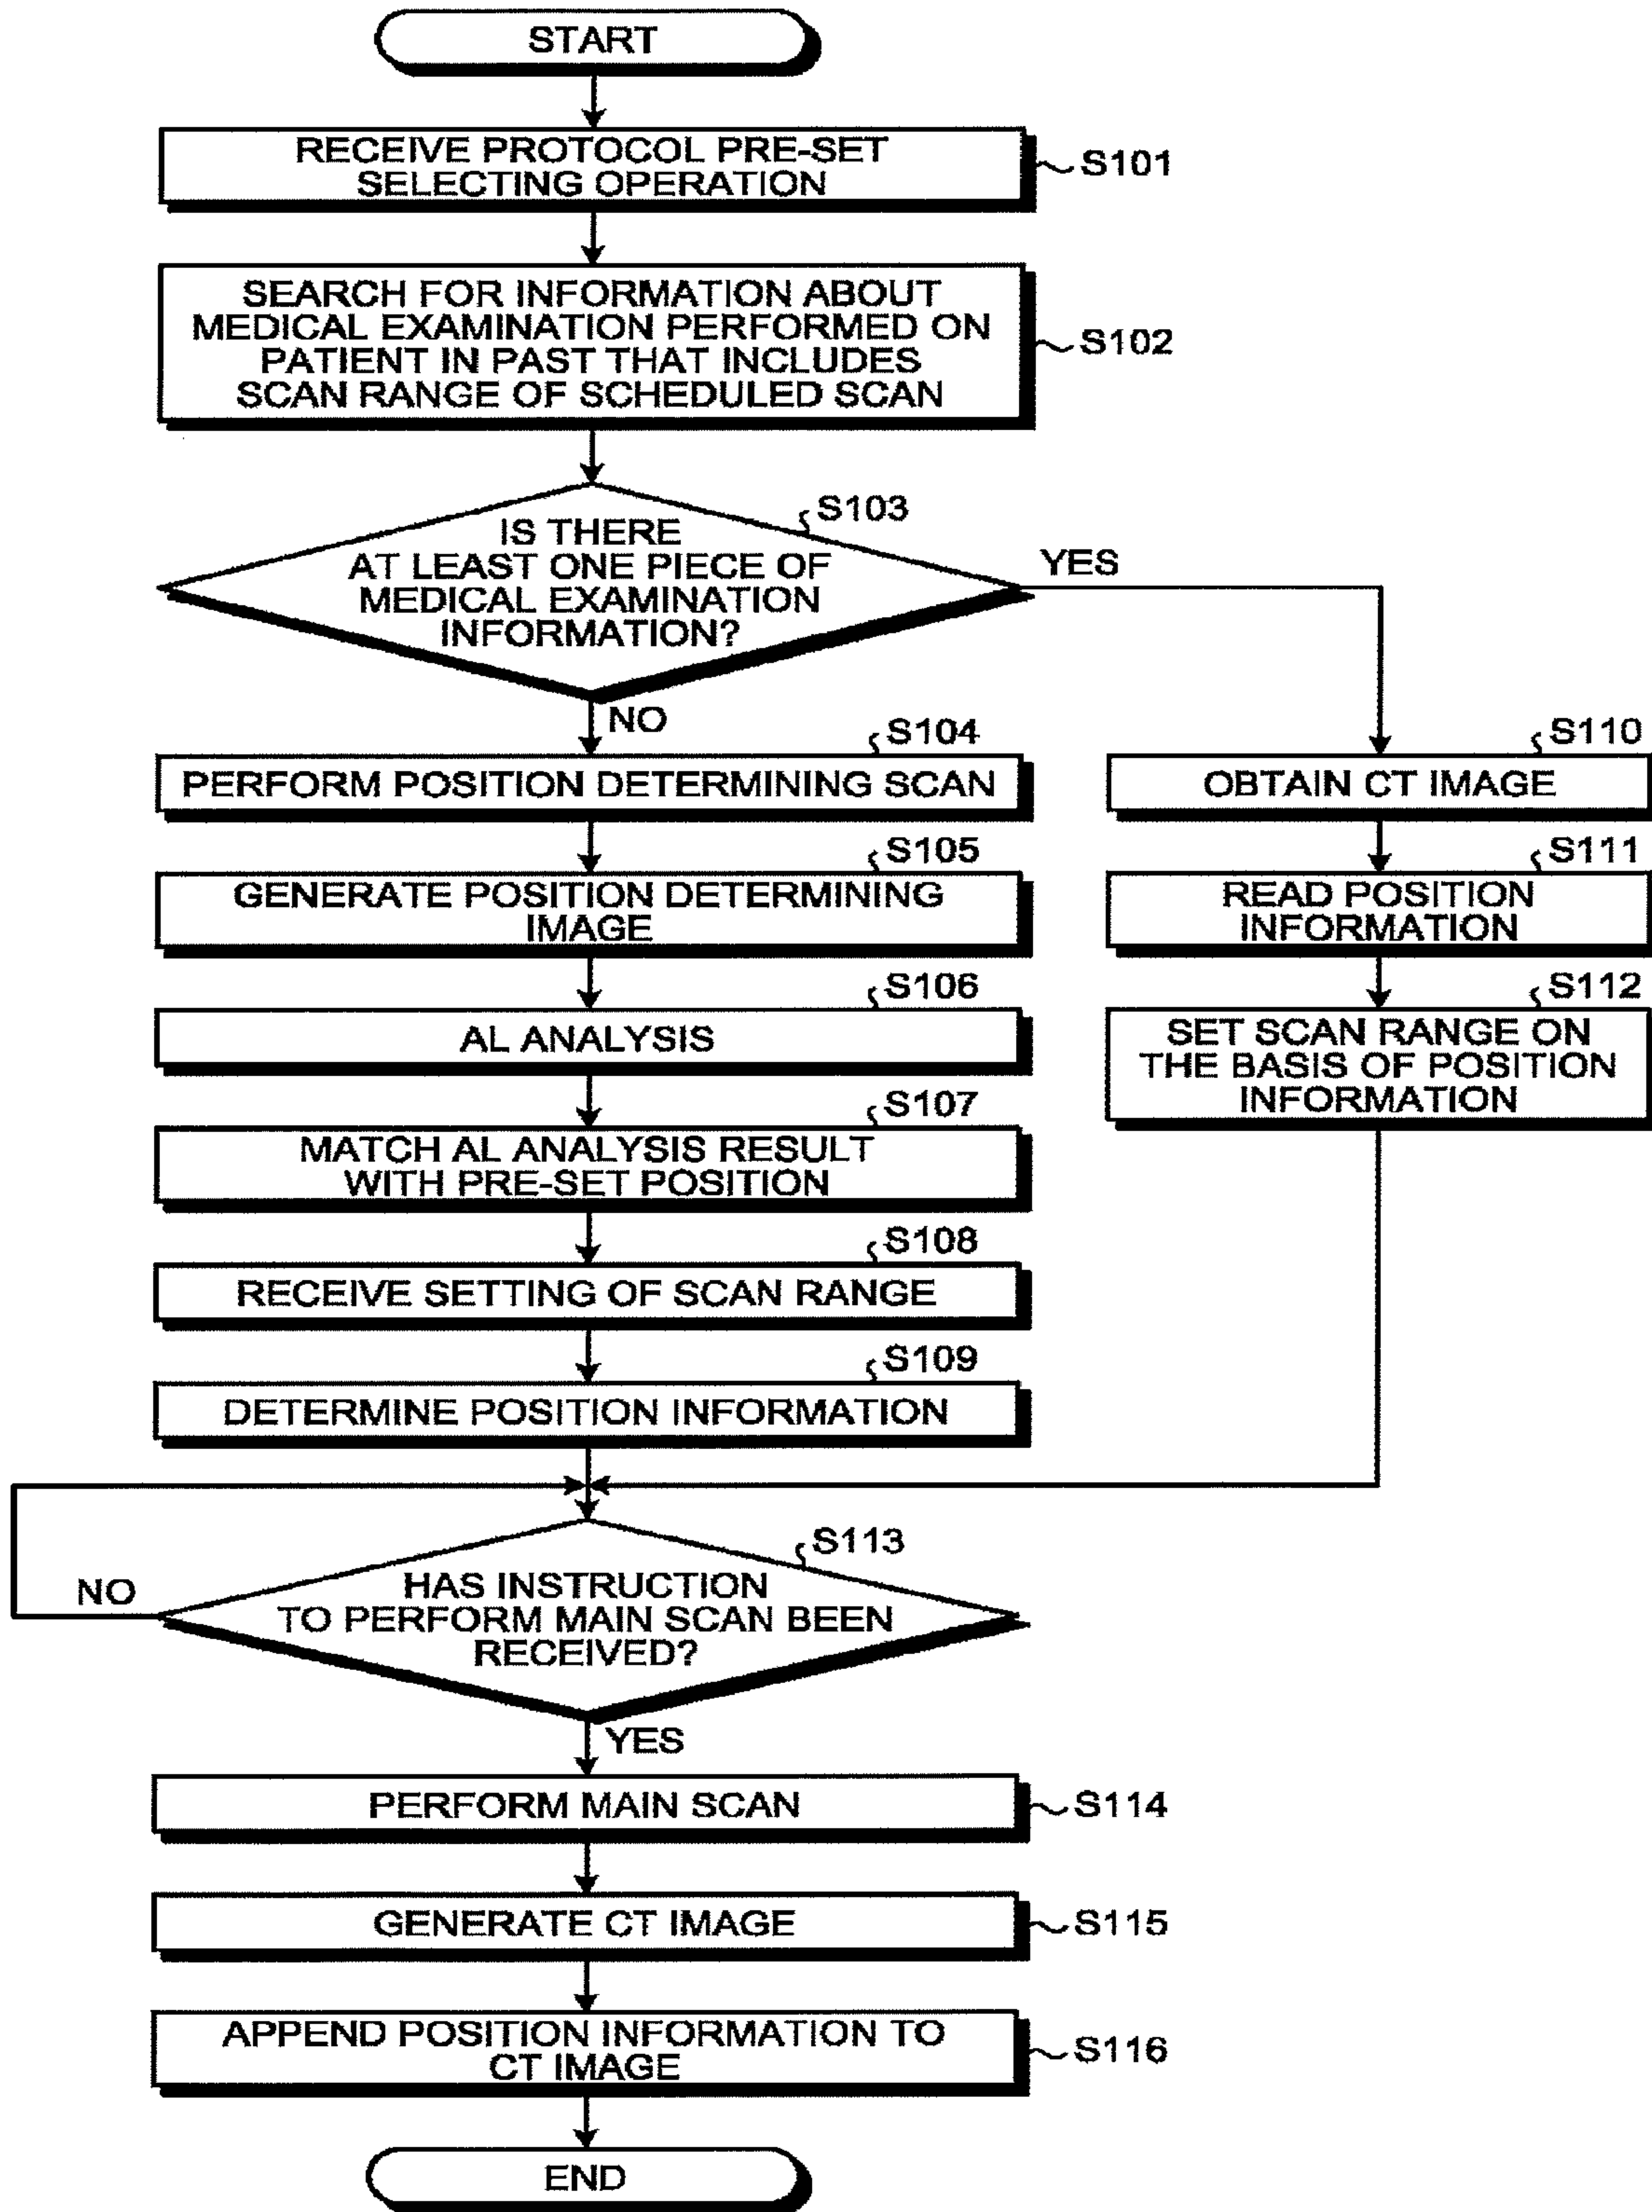 START
RECEIVE PROTOCOL PRE-SET
SELECTING OPERATION
S101
SEARCH FOR INFORMATION ABOUT
MEDICAL EXAMINATION PERFORMED ON
PATIENT IN PAST THAT INCLUDES
SCAN RANGE OF SCHEDULED SCAN
S102
S103
IS THERE
AT LEAST ONE PIECE OF
MEDICAL EXAMINATION
INFORMATION?
YES
NO
S104
PERFORM POSITION DETERMINING SCAN
S105
GENERATE POSITION DETERMINING
IMAGE
S106
AL ANALYSIS
S107
MATCH AL ANALYSIS RESULT
WITH PRE-SET POSITION
S108
RECEIVE SETTING OF SCAN RANGE
S109
DETERMINE POSITION INFORMATION
S110
OBTAIN CT IMAGE
S111
READ POSITION
INFORMATION
S112
SET SCAN RANGE ON
THE BASIS OF POSITION
INFORMATION
S113
HAS INSTRUCTION
TO PERFORM MAIN SCAN BEEN
RECEIVED?
NO
YES
PERFORM MAIN SCAN
S114
GENERATE CT IMAGE
S115
APPEND POSITION INFORMATION TO
CT IMAGE
S116
END